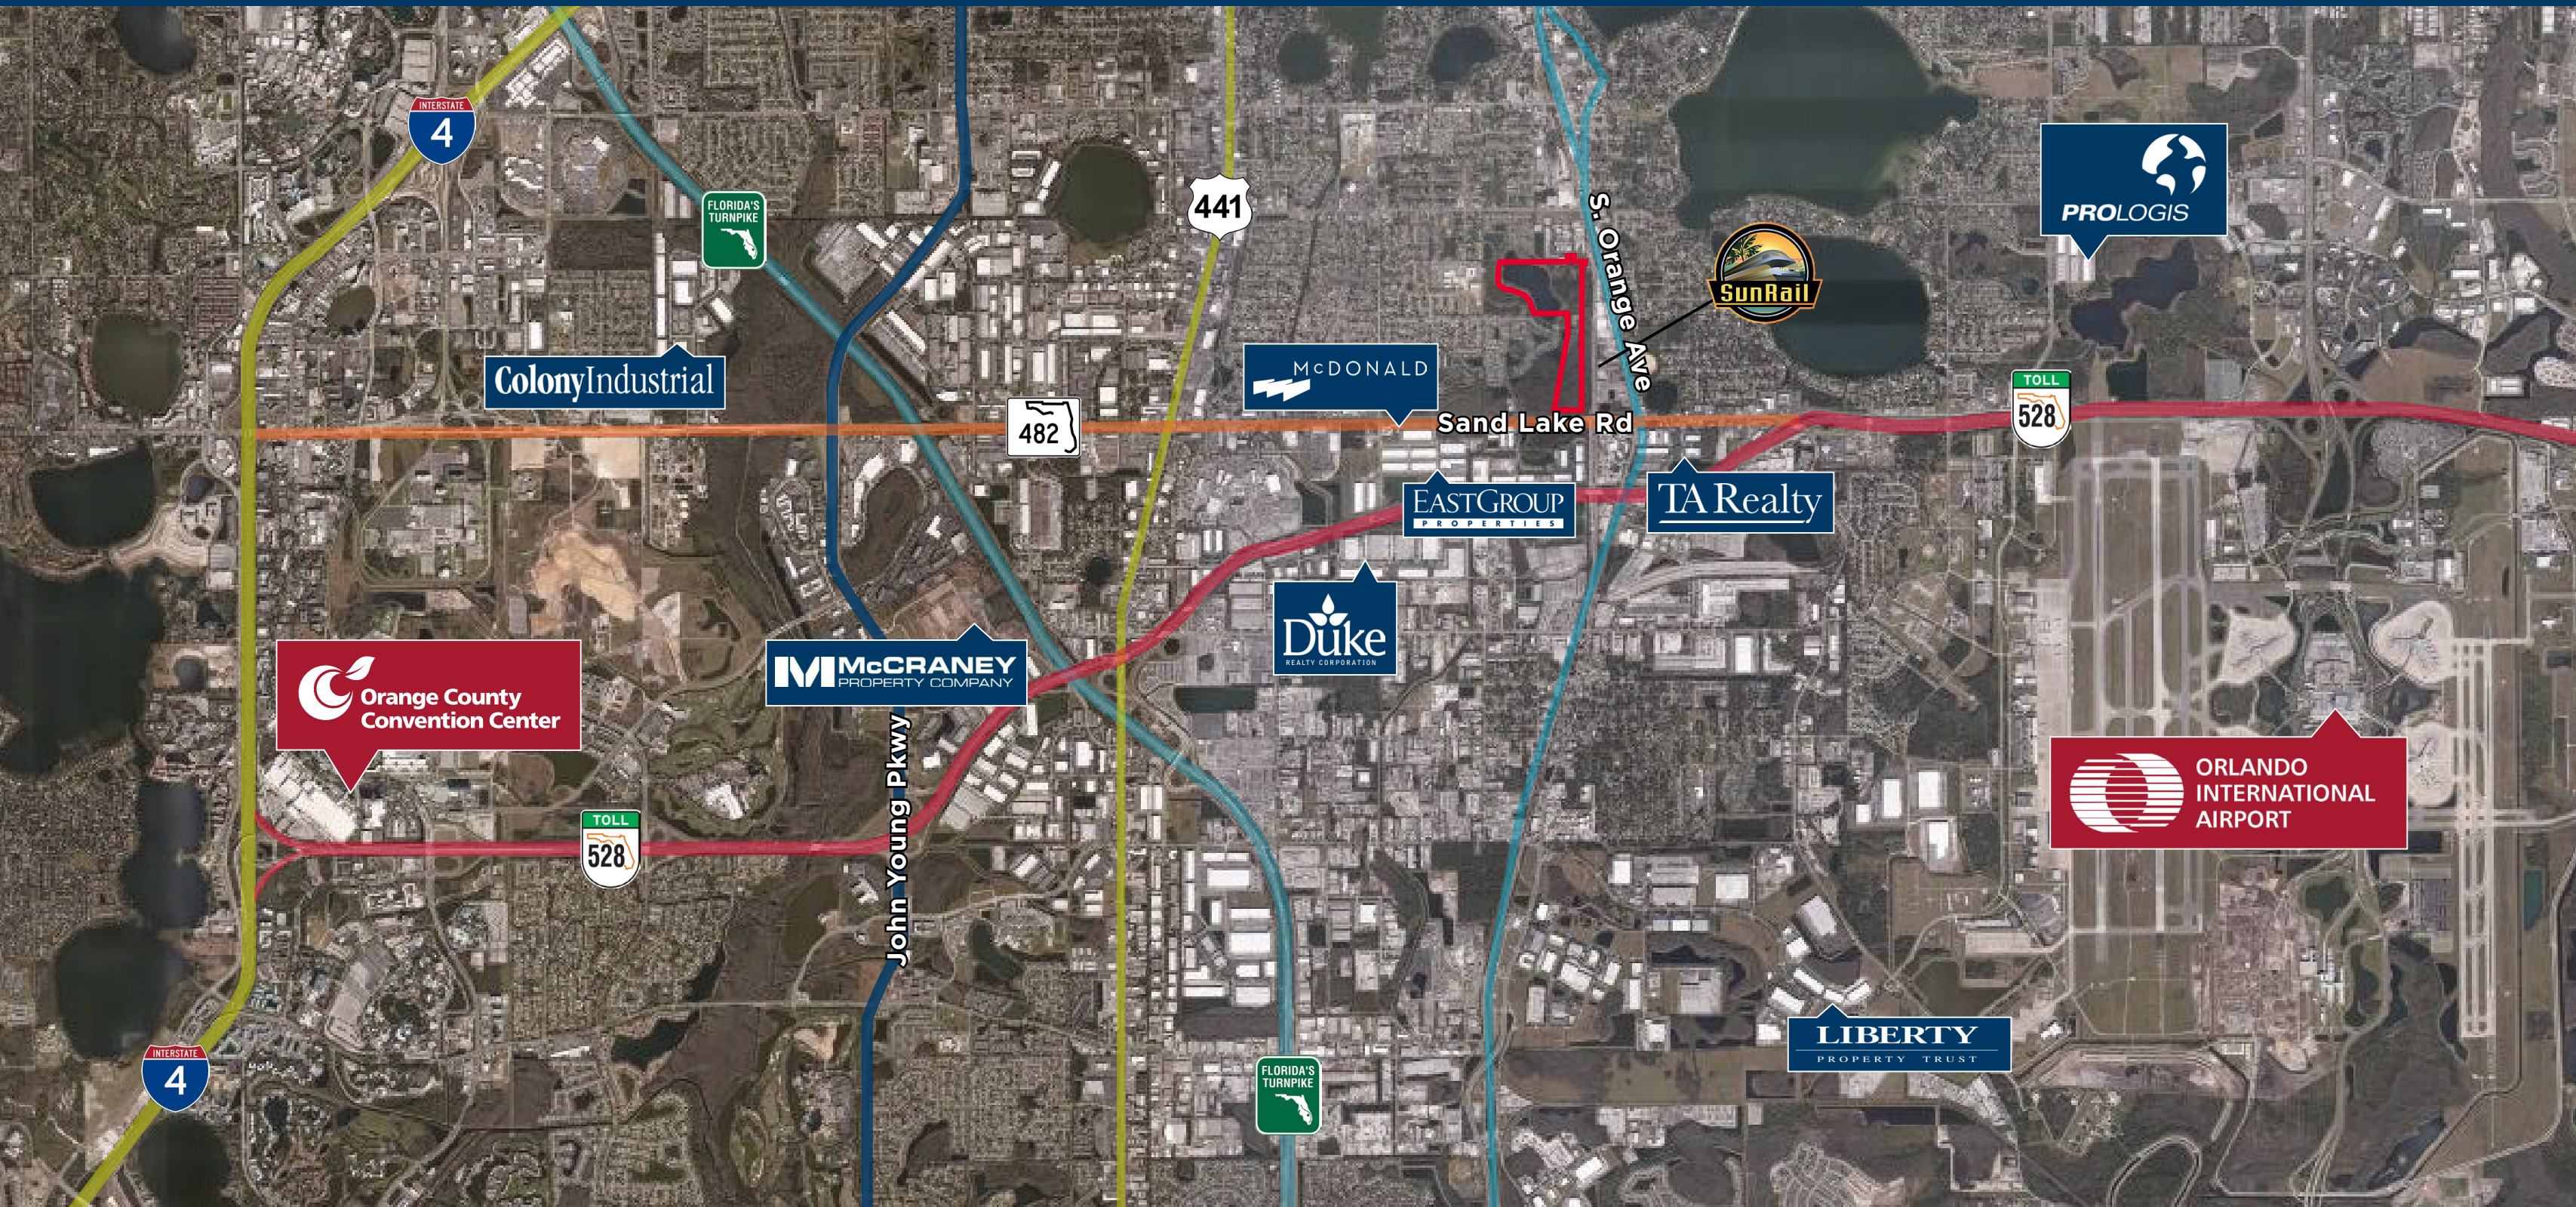 INTERSTATE
4
FLORIDA'S
TURNPIKE
441
S. Orange Ave
SunRail
PROLOGIS
ColonyIndustrial
McDONALD
482
Sand Lake Rd
TOLL
528
EASTGROUP
PROPERTIES
TA Realty
Duke
REALTY CORPORATION
McCRANEY
PROPERTY COMPANY
Orange County
Convention Center
John Young Pkwy
ORLANDO
INTERNATIONAL
AIRPORT
TOLL
528
LIBERTY
PROPERTY TRUST
INTERSTATE
4
FLORIDA'S
TURNPIKE